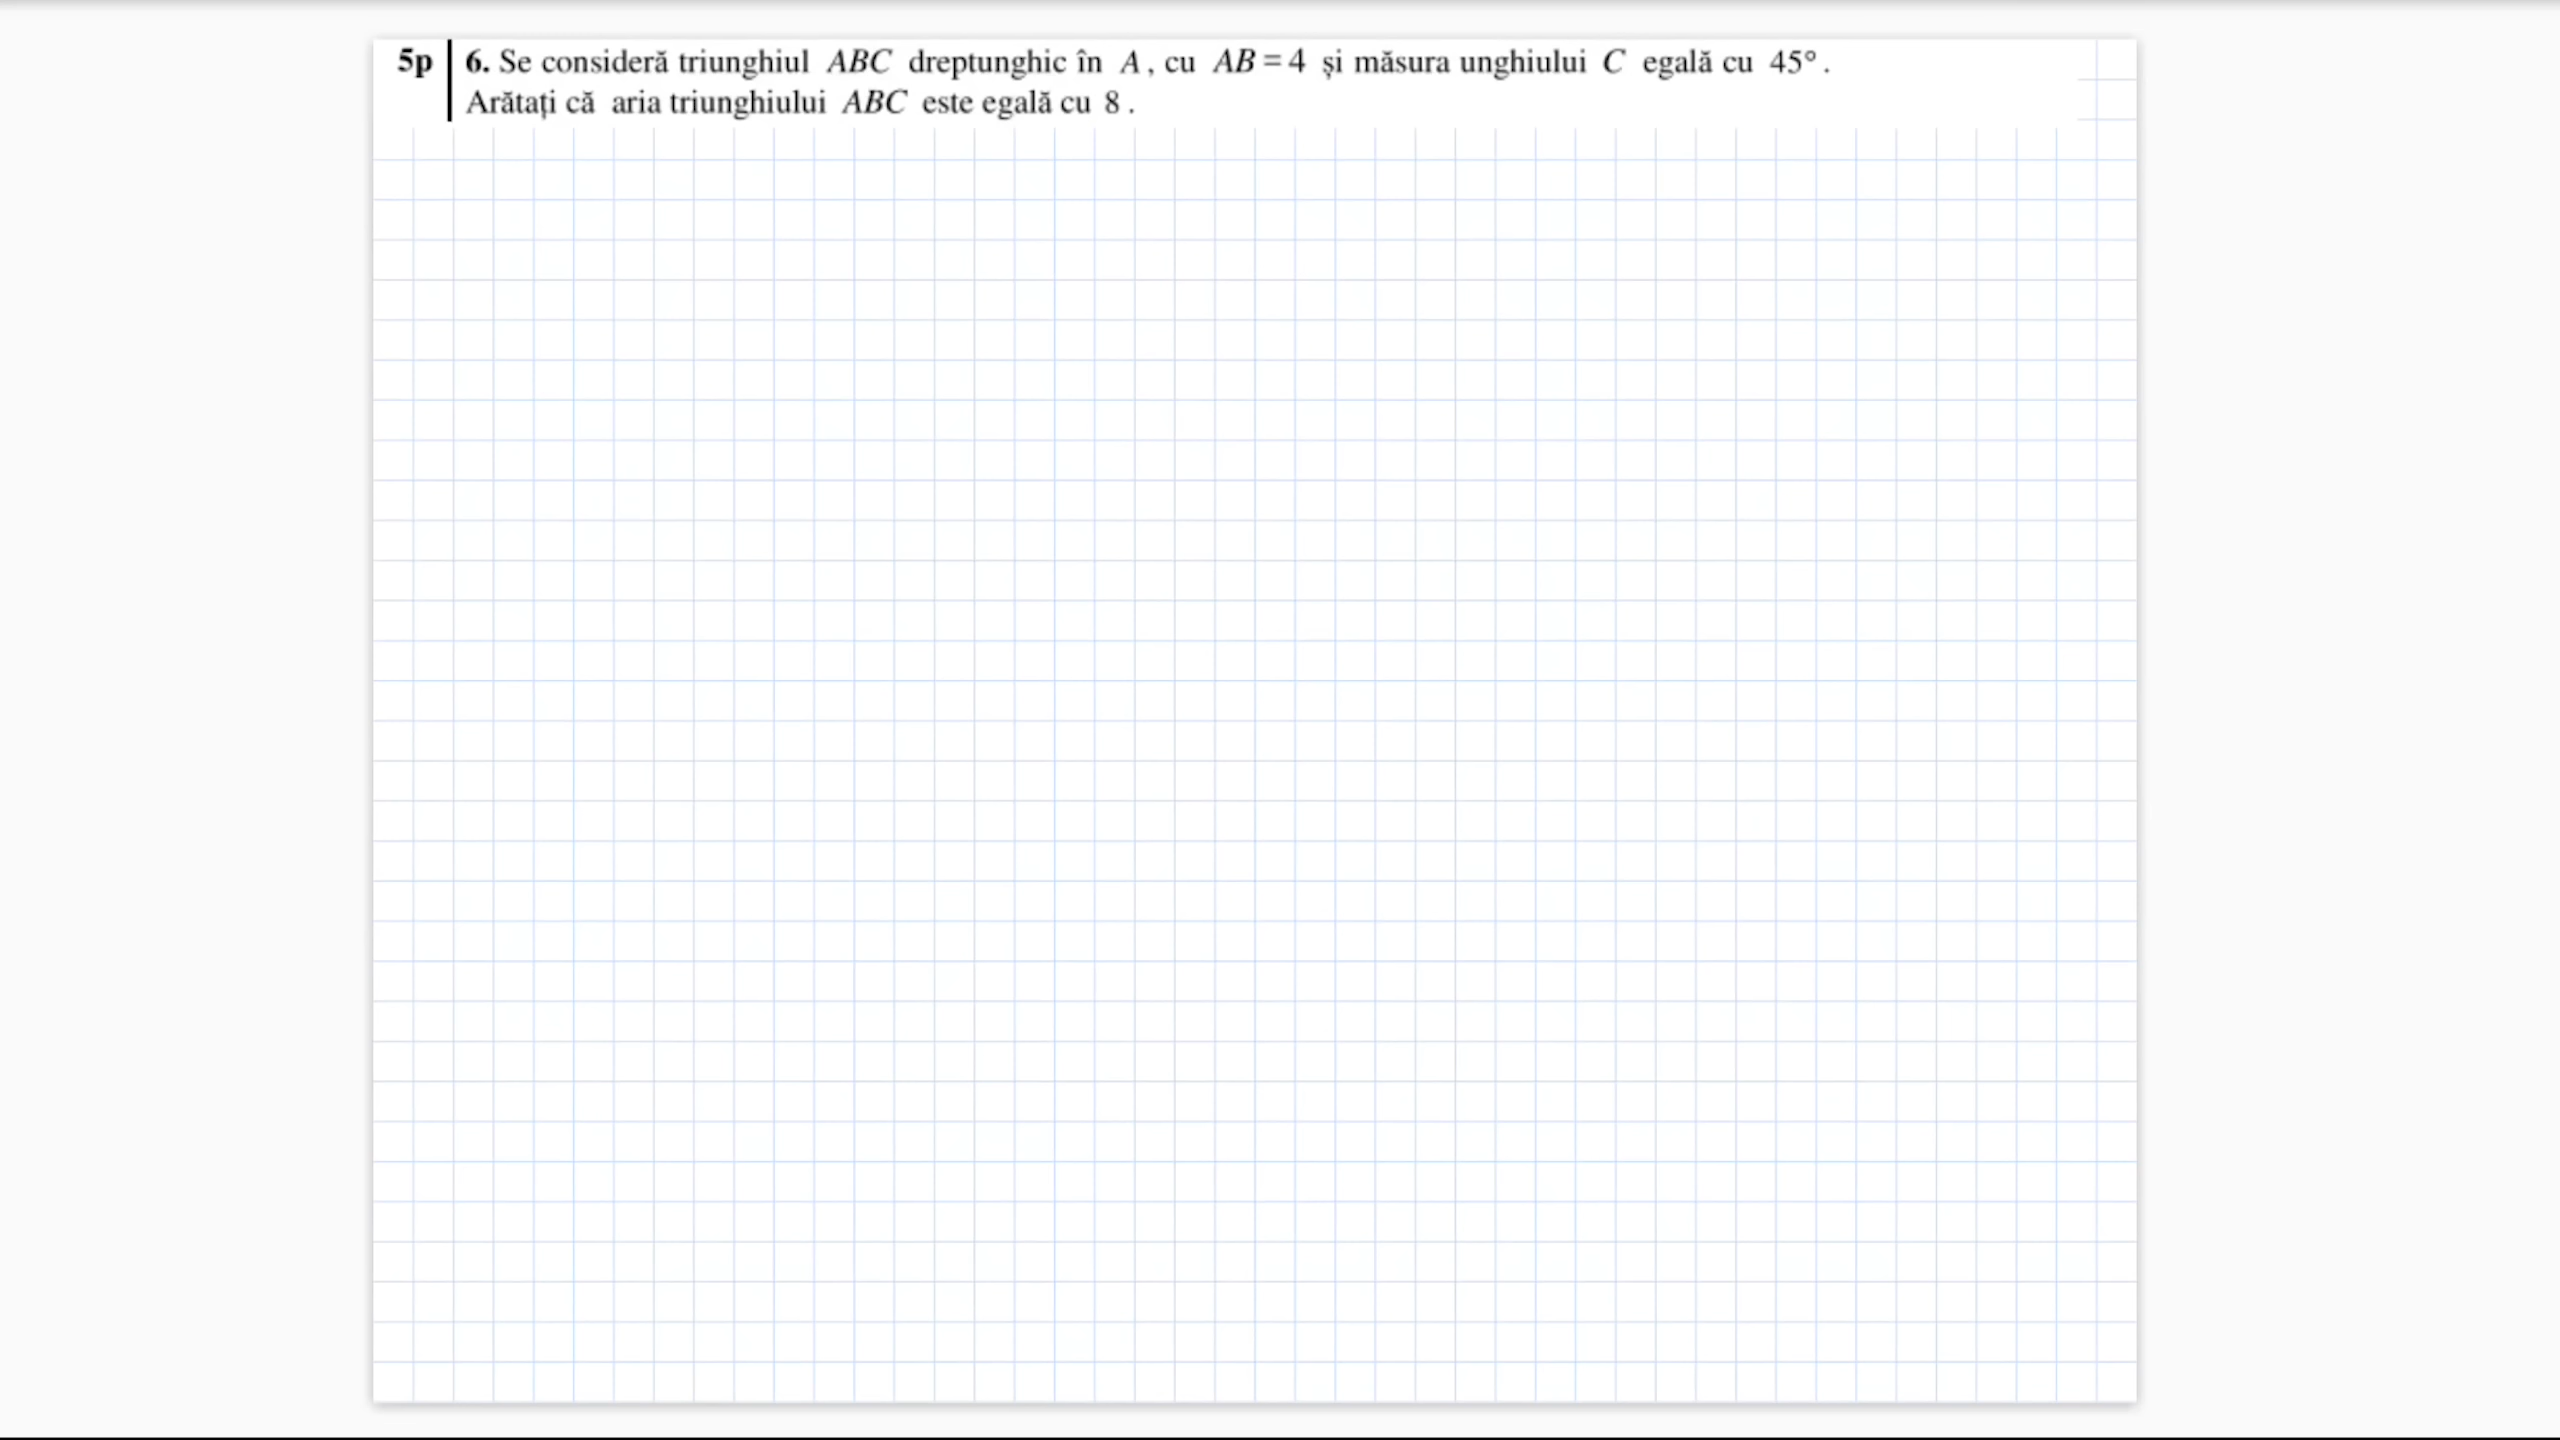 5p 6. Se consideră triunghiul ABC dreptunghic în A, cu AB = 4 și măsura unghiului C egală cu 45°.
Arătați că aria triunghiului ABC este egală cu 8.